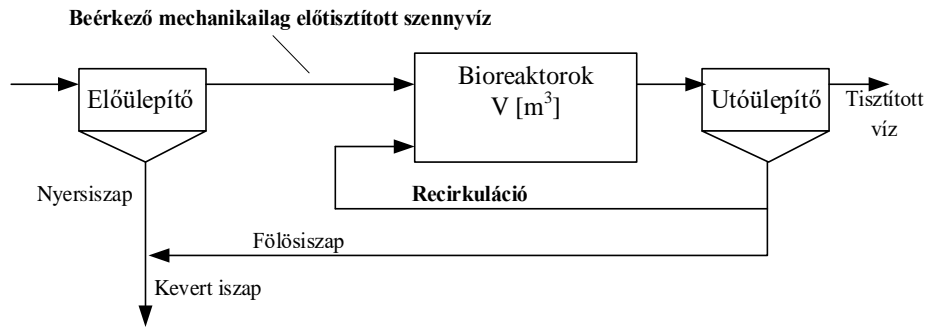 Beérkező mechanikailag előtisztított szennyvíz
Előülepítő
Bioreaktorok
V [m³]
Utóülepítő
Tisztított
víz
Nyersiszap
Recirkuláció
Fölösiszap
Kevert iszap